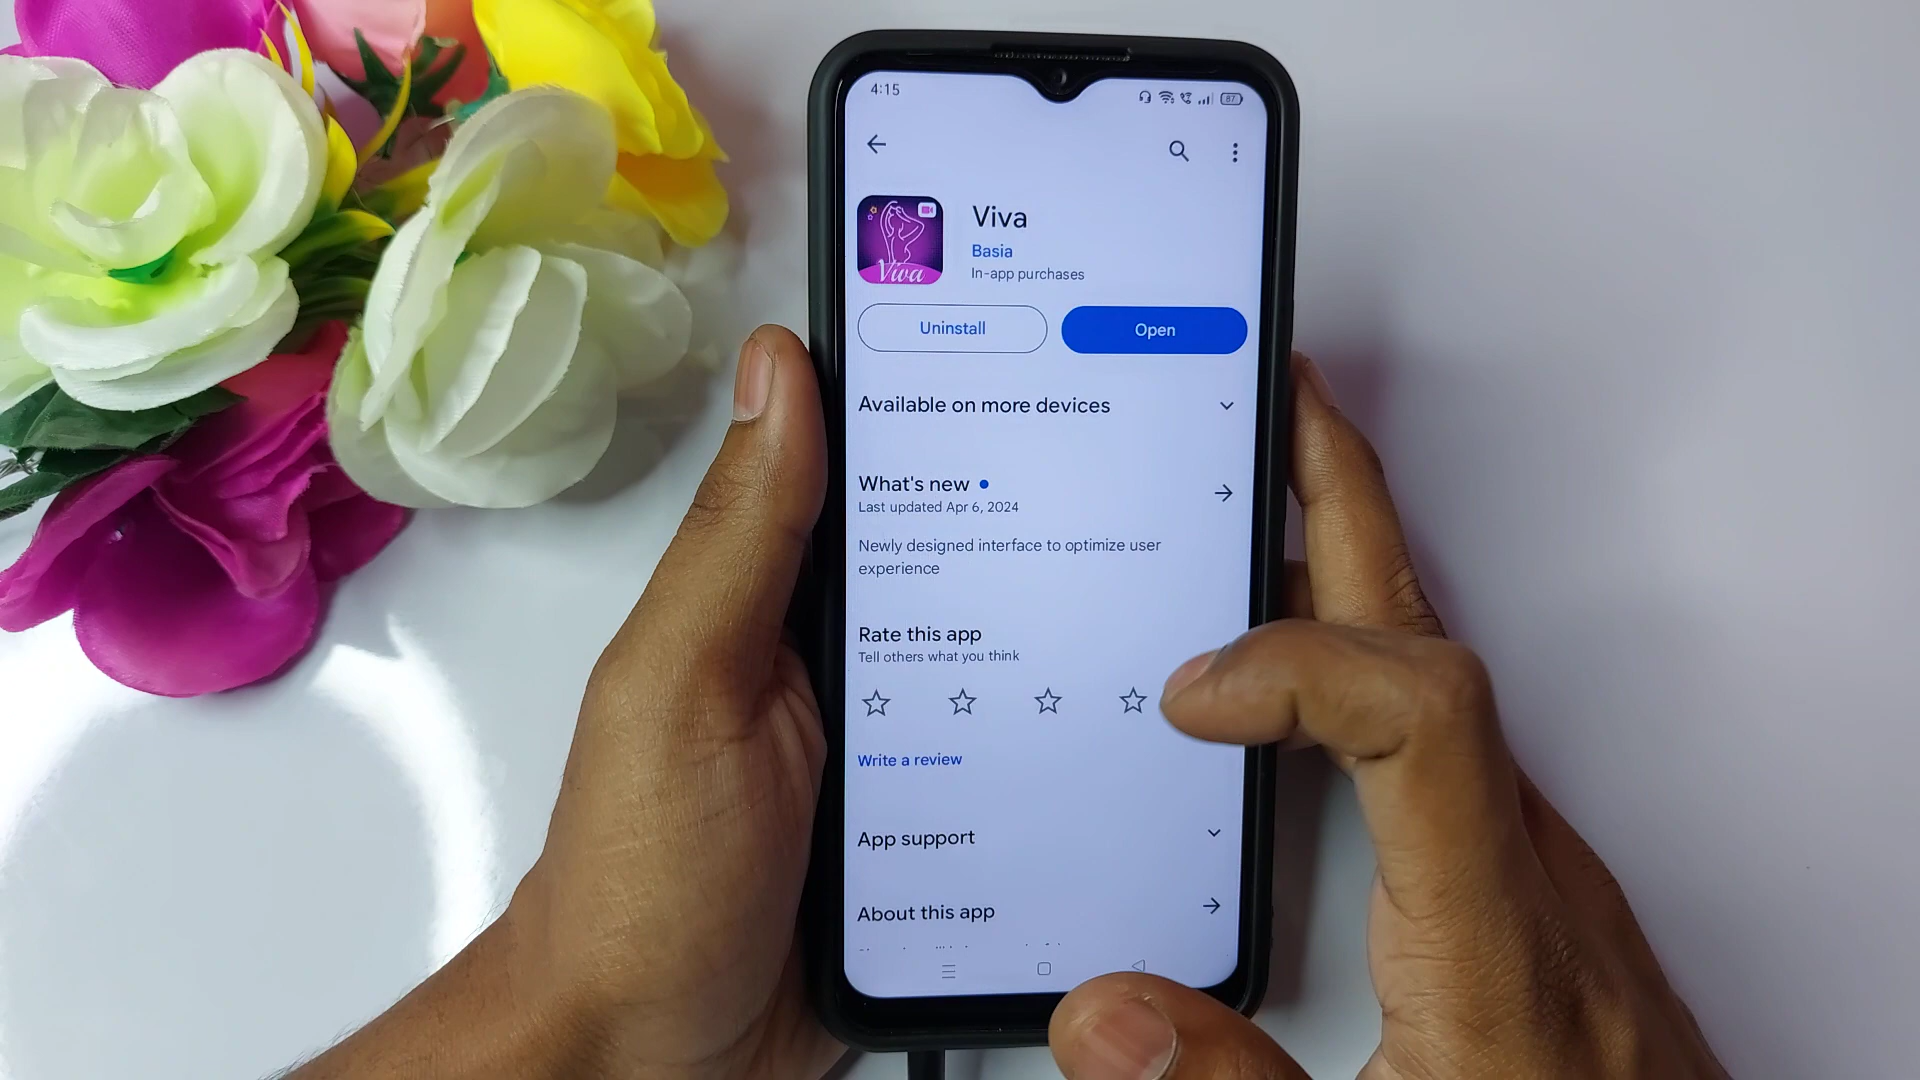 4:15
87
Viva
Viva
Basia
In-app purchases
Uninstall
Open
Available on more devices
What's new
Last updated Apr 6, 2024
Newly designed interface to optimize user
experience
Rate this app
Tell others what you think
Write a review
App support
About this app